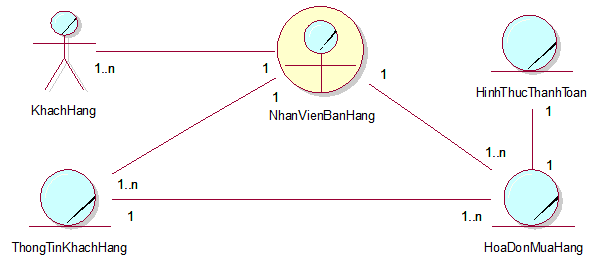 1..n
1
1
1
KhachHang
NhanVienBanHang
HinhThucThanhToan
1
1..n
1..n
1
1
1..n
ThongTinKhachHang
HoaDonMuaHang